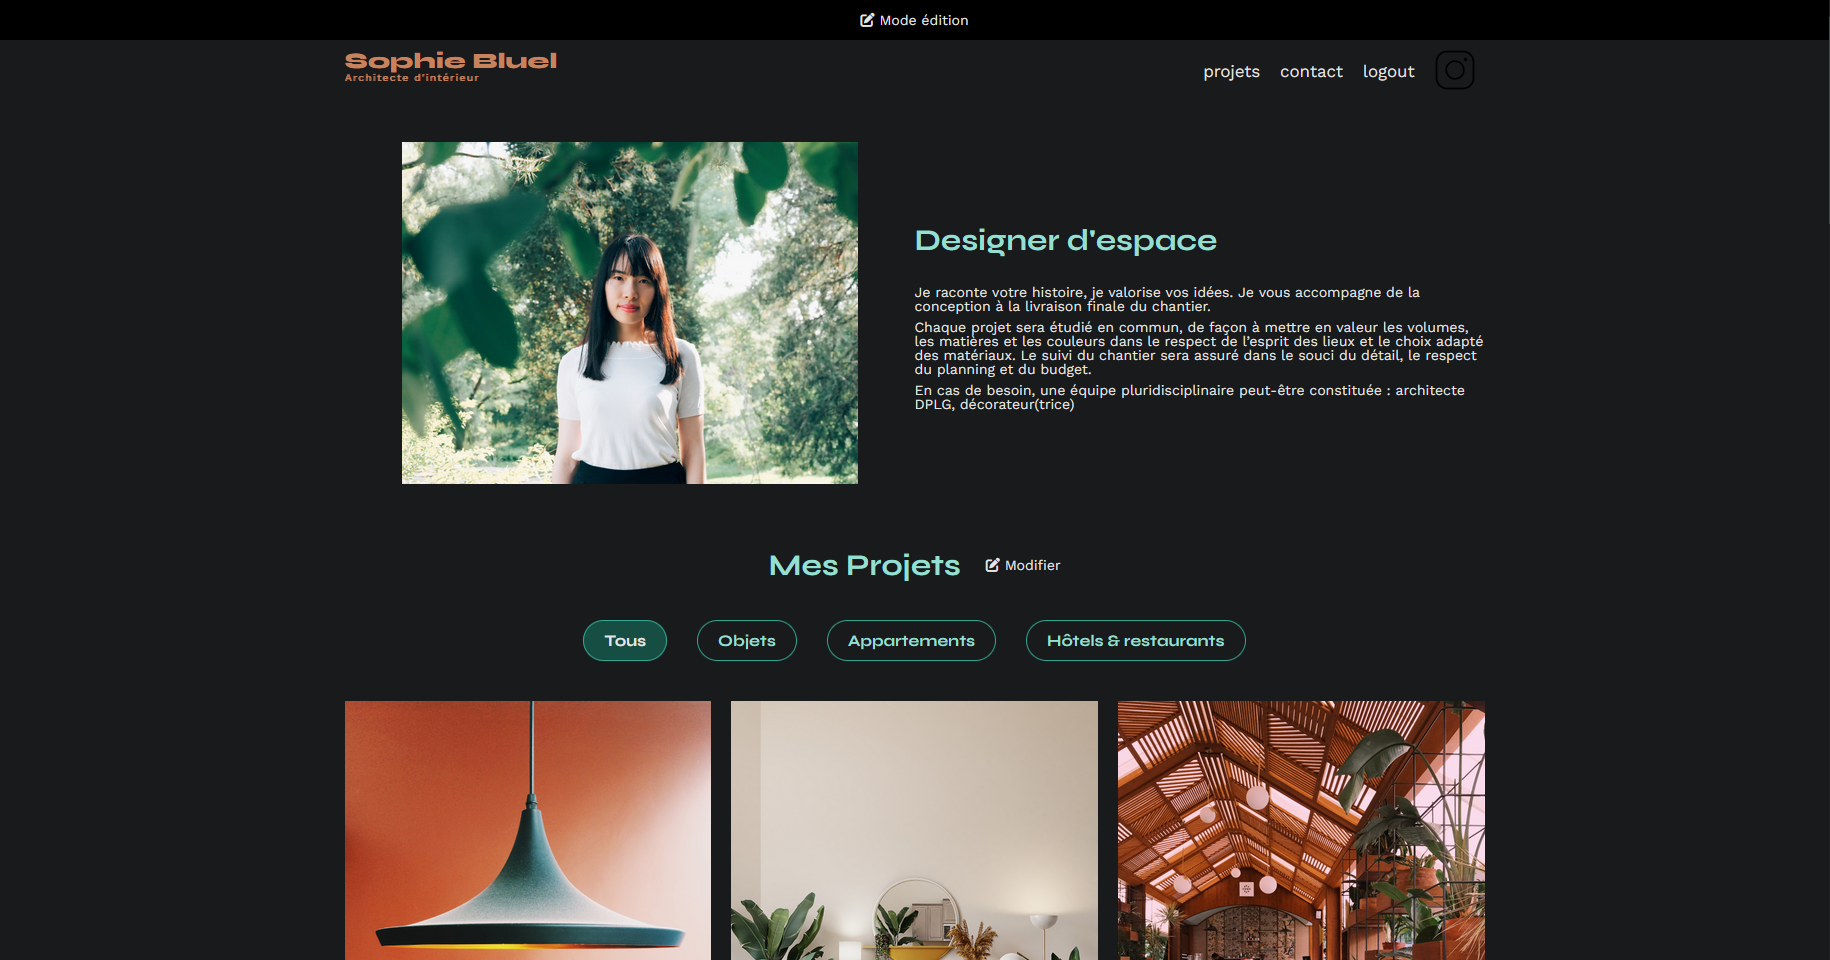 Mode édition
Sophie Bluel
Architecte d'intérieur
projets contact logout
Designer d'espace
Je raconte votre histoire, je valorise vos idées. Je vous accompagne de la
conception à la livraison finale du chantier.
Chaque projet sera étudié en commun, de façon à mettre en valeur les volumes,
les matières et les couleurs dans le respect de l’esprit des lieux et le choix adapté
des matériaux. Le suivi du chantier sera assuré dans le souci du détail, le respect
du planning et du budget.
En cas de besoin, une équipe pluridisciplinaire peut-être constituée : architecte
DPLG, décorateur(trice)
Mes Projets Modifier
Tous Objets Appartements Hôtels & restaurants